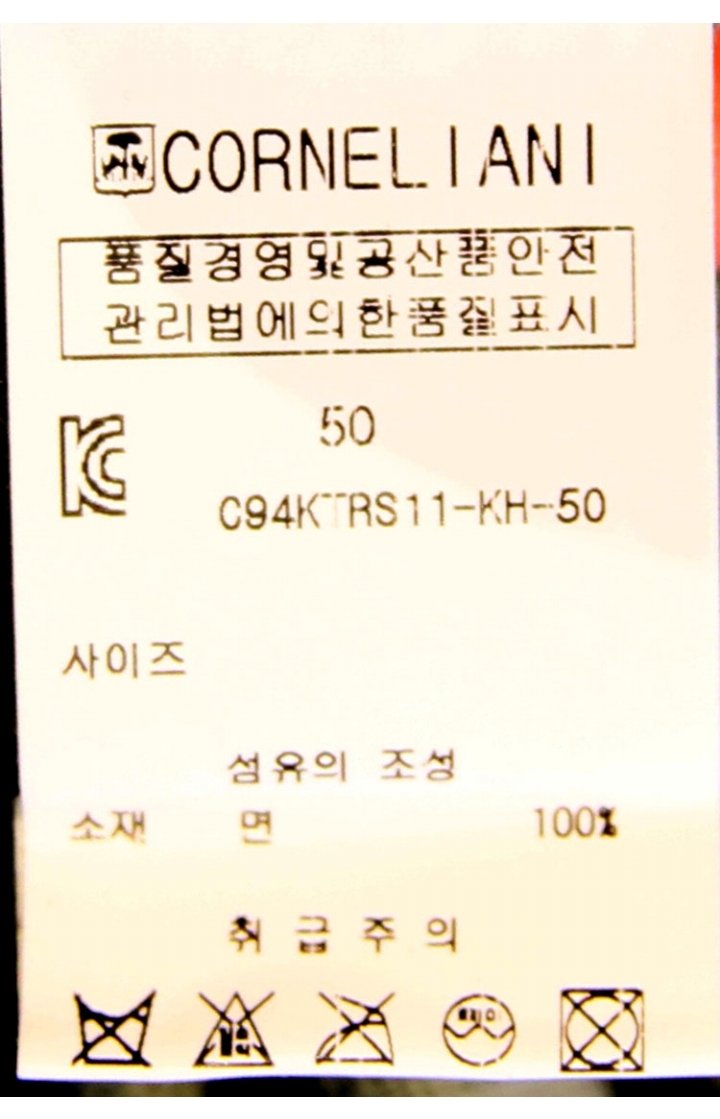 CORNELIANI
품질경영및공산품안전
관리법에의한품질표시
50
C94KTRS11-KH-50
사이즈
섬유의 조성
소재 면 100%
취 급 주 의